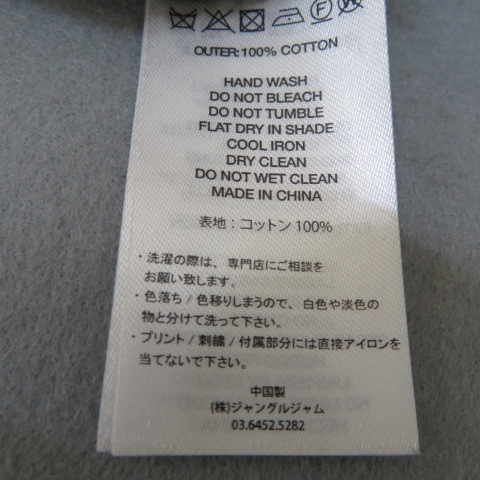 OUTER:100% COTTON
HAND WASH
DO NOT BLEACH
DO NOT TUMBLE
FLAT DRY IN SHADE
COOL IRON
DRY CLEAN
DO NOT WET CLEAN
MADE IN CHINA
表地：コットン 100%
・洗濯の際は、専門店にご相談を
お願い致します。
・色落ち / 色移りしまうので、白色や淡色の
物と分けて洗って下さい。
・プリント / 刺繍 / 付属部分には直接アイロンを
当てないで下さい。
中国製
(株)ジャングルジャム
03.6452.5282